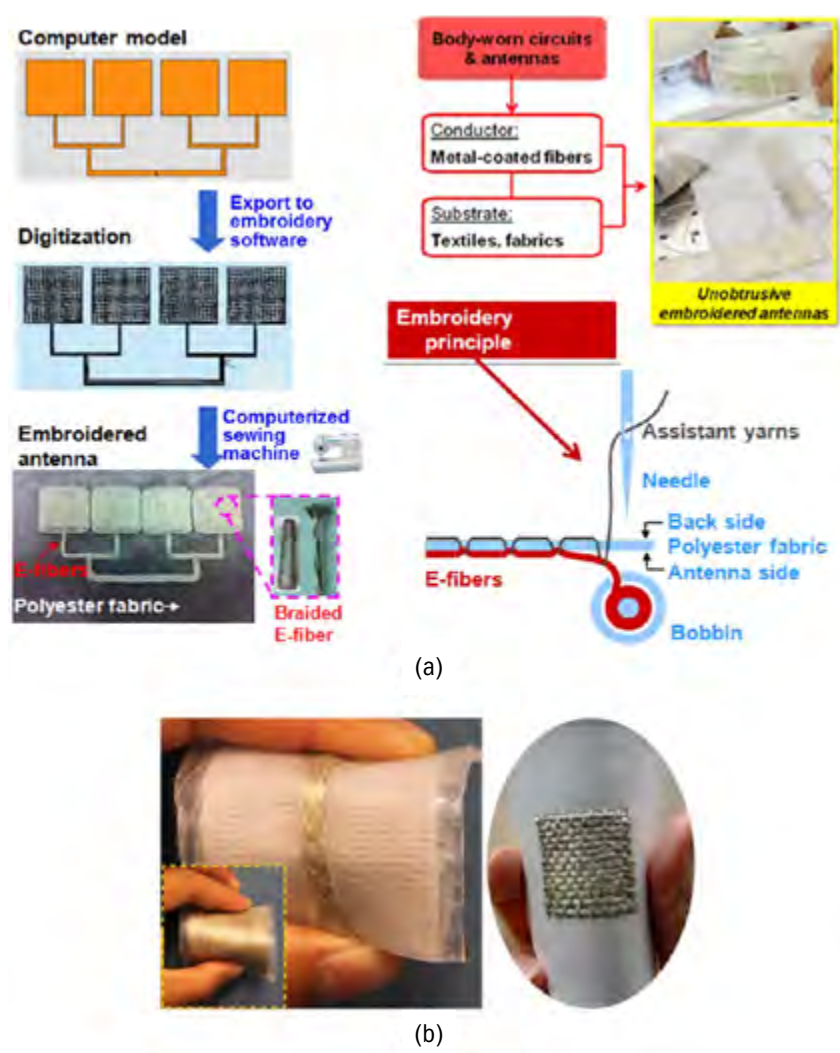 Computer model
Export to
embroidery
software
Digitization
Computerized
sewing
machine
Embroidered
antenna
E-fibers
Polyester fabric
Braided
E-fiber
Body-worn circuits
& antennas
Conductor:
Metal-coated fibers
Substrate:
Textiles, fabrics
Unobtrusive
embroidered antennas
Embroidery
principle
Assistant yarns
Needle
Back side
Polyester fabric
Antenna side
E-fibers
Bobbin
(a)
(b)